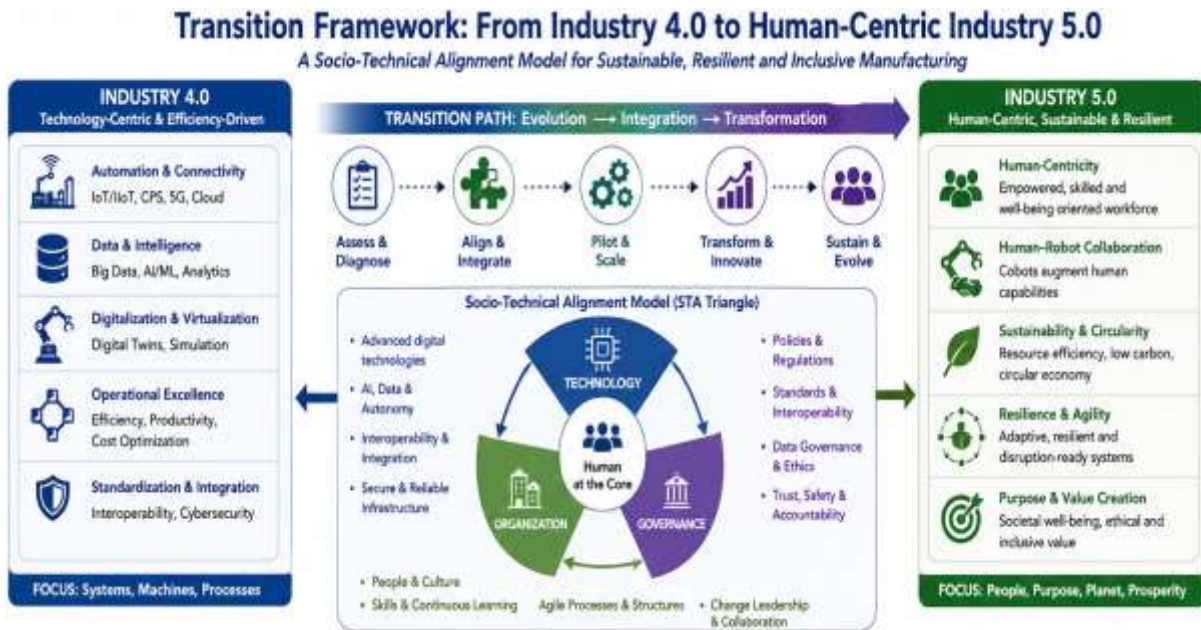 Transition Framework: From Industry 4.0 to Human-Centric Industry 5.0
A Socio-Technical Alignment Model for Sustainable, Resilient and Inclusive Manufacturing
INDUSTRY 4.0
Technology-Centric & Efficiency-Driven
Automation & Connectivity
IoT/IIoT, CPS, 5G, Cloud
Data & Intelligence
Big Data, AI/ML, Analytics
Digitalization & Virtualization
Digital Twins, Simulation
Operational Excellence
Efficiency, Productivity,
Cost Optimization
Standardization & Integration
Interoperability, Cybersecurity
FOCUS: Systems, Machines, Processes
TRANSITION PATH: Evolution → Integration → Transformation
Assess &
Diagnose
Align &
Integrate
Pilot &
Scale
Transform &
Innovate
Sustain &
Evolve
Socio-Technical Alignment Model (STA Triangle)
• Advanced digital
technologies
• AI, Data &
Autonomy
• Interoperability &
Integration
• Secure & Reliable
Infrastructure
TECHNOLOGY
Human
at the Core
ORGANIZATION
GOVERNANCE
• Policies &
Regulations
• Standards &
Interoperability
• Data Governance
& Ethics
• Trust, Safety &
Accountability
• People & Culture
• Skills & Continuous Learning
Agile Processes & Structures
• Change Leadership
& Collaboration
INDUSTRY 5.0
Human-Centric, Sustainable & Resilient
Human-Centricity
Empowered, skilled and
well-being oriented workforce
Human-Robot Collaboration
Cobots augment human
capabilities
Sustainability & Circularity
Resource efficiency, low carbon,
circular economy
Resilience & Agility
Adaptive, resilient and
disruption-ready systems
Purpose & Value Creation
Societal well-being, ethical and
inclusive value
FOCUS: People, Purpose, Planet, Prosperity